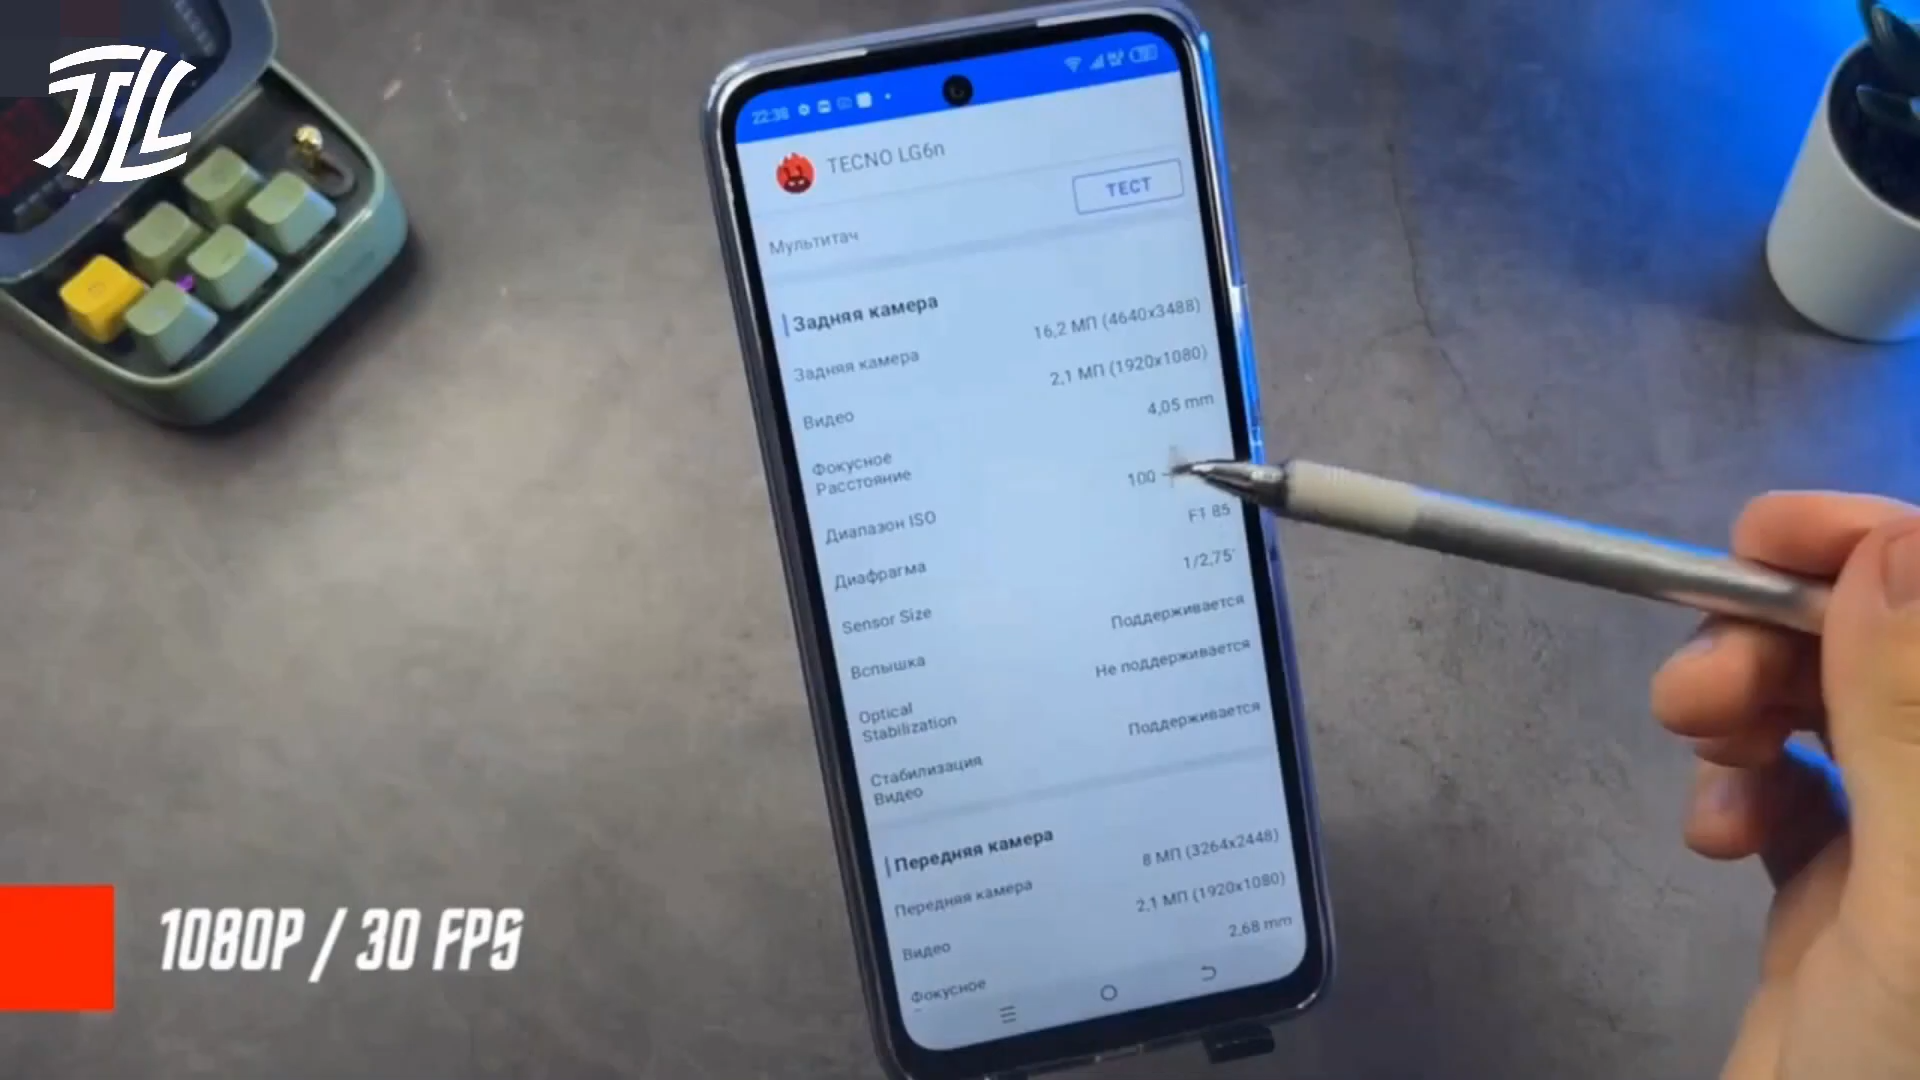 TLC
22:38
TECNO LG6n
ТЕСТ
Мультитач
Задняя камера
Задняя камера 16,2 МП (4640x3488)
Видео 2,1 МП (1920x1080)
Фокусное
Расстояние 4,05 mm
Диапазон ISO 100 -
Диафрагма F1 85
Sensor Size 1/2,75"
Вспышка Поддерживается
Optical
Stabilization Не поддерживается
Стабилизация
Видео Поддерживается
Передняя камера
Передняя камера 8 МП (3264x2448)
Видео 2,1 МП (1920x1080)
Фокусное 2,68 mm
1080P / 30 FPS